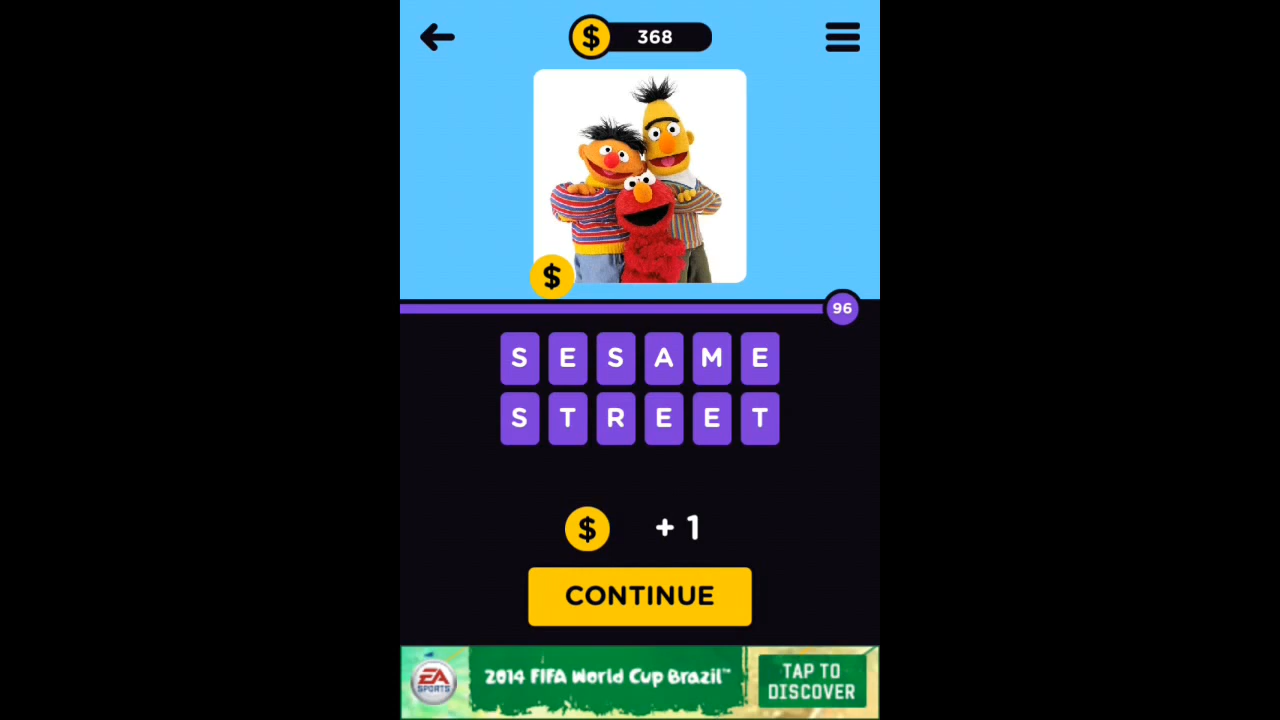 $ 368
$
96
SESAME
STREET
$ + 1
CONTINUE
EA SPORTS
2014 FIFA World Cup Brazil™
TAP TO
DISCOVER